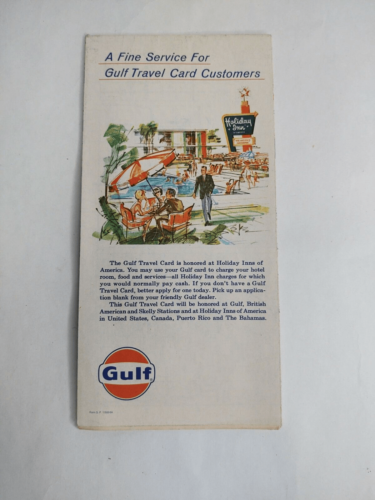 A Fine Service For
Gulf Travel Card Customers
Holiday
Inn
The Gulf Travel Card is honored at Holiday Inns of
America. You may use your Gulf card to charge your hotel
room, food and services—all Holiday Inn charges for which
you would normally pay cash. If you don't have a Gulf
Travel Card, better apply for one today. Pick up an applica-
tion blank from your friendly Gulf dealer.
This Gulf Travel Card will be honored at Gulf, British
American and Skelly Stations and at Holiday Inns of America
in United States, Canada, Puerto Rico and The Bahamas.
Gulf